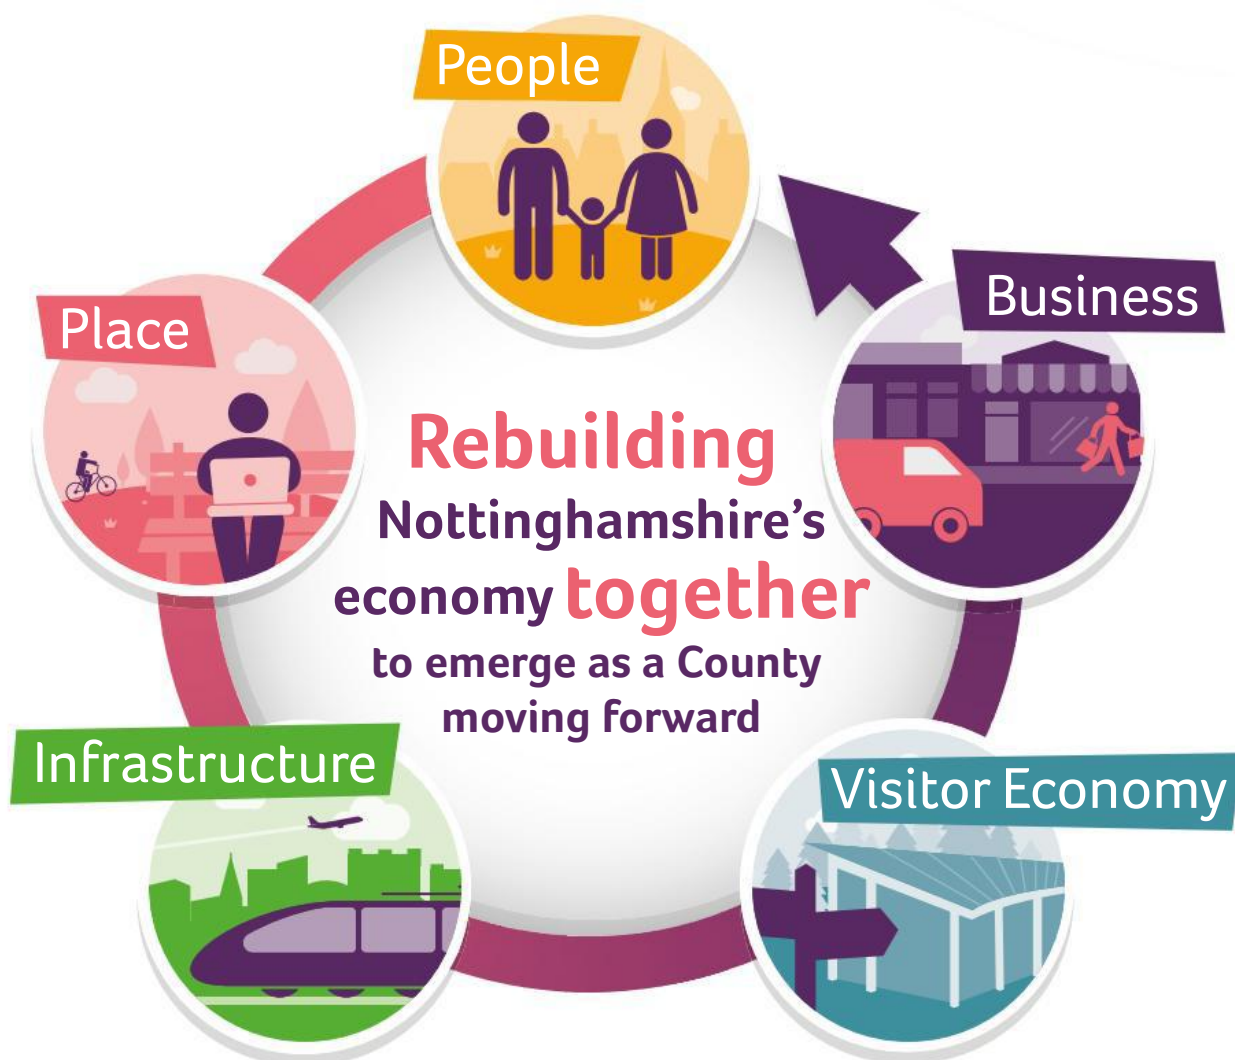 People
Business
Place
Rebuilding
Nottinghamshire’s
economy together
to emerge as a County
moving forward
Infrastructure
Visitor Economy